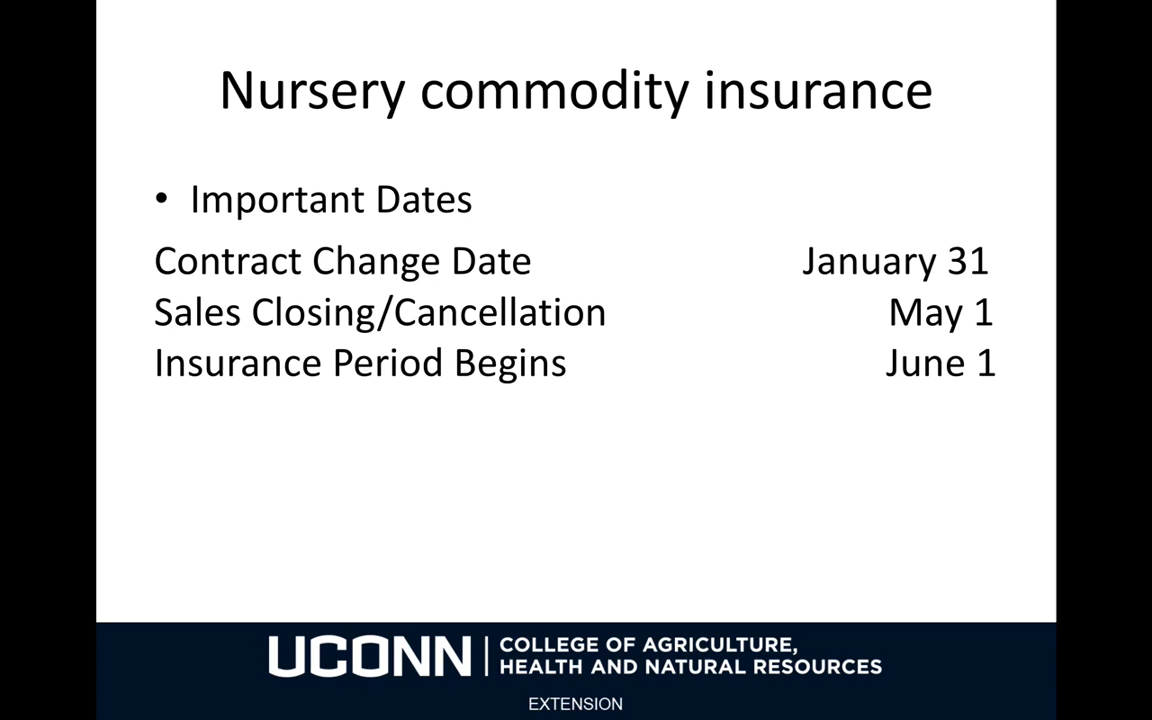 Nursery commodity insurance
• Important Dates
Contract Change Date January 31
Sales Closing/Cancellation May 1
Insurance Period Begins June 1
UCONN | COLLEGE OF AGRICULTURE,
HEALTH AND NATURAL RESOURCES
EXTENSION